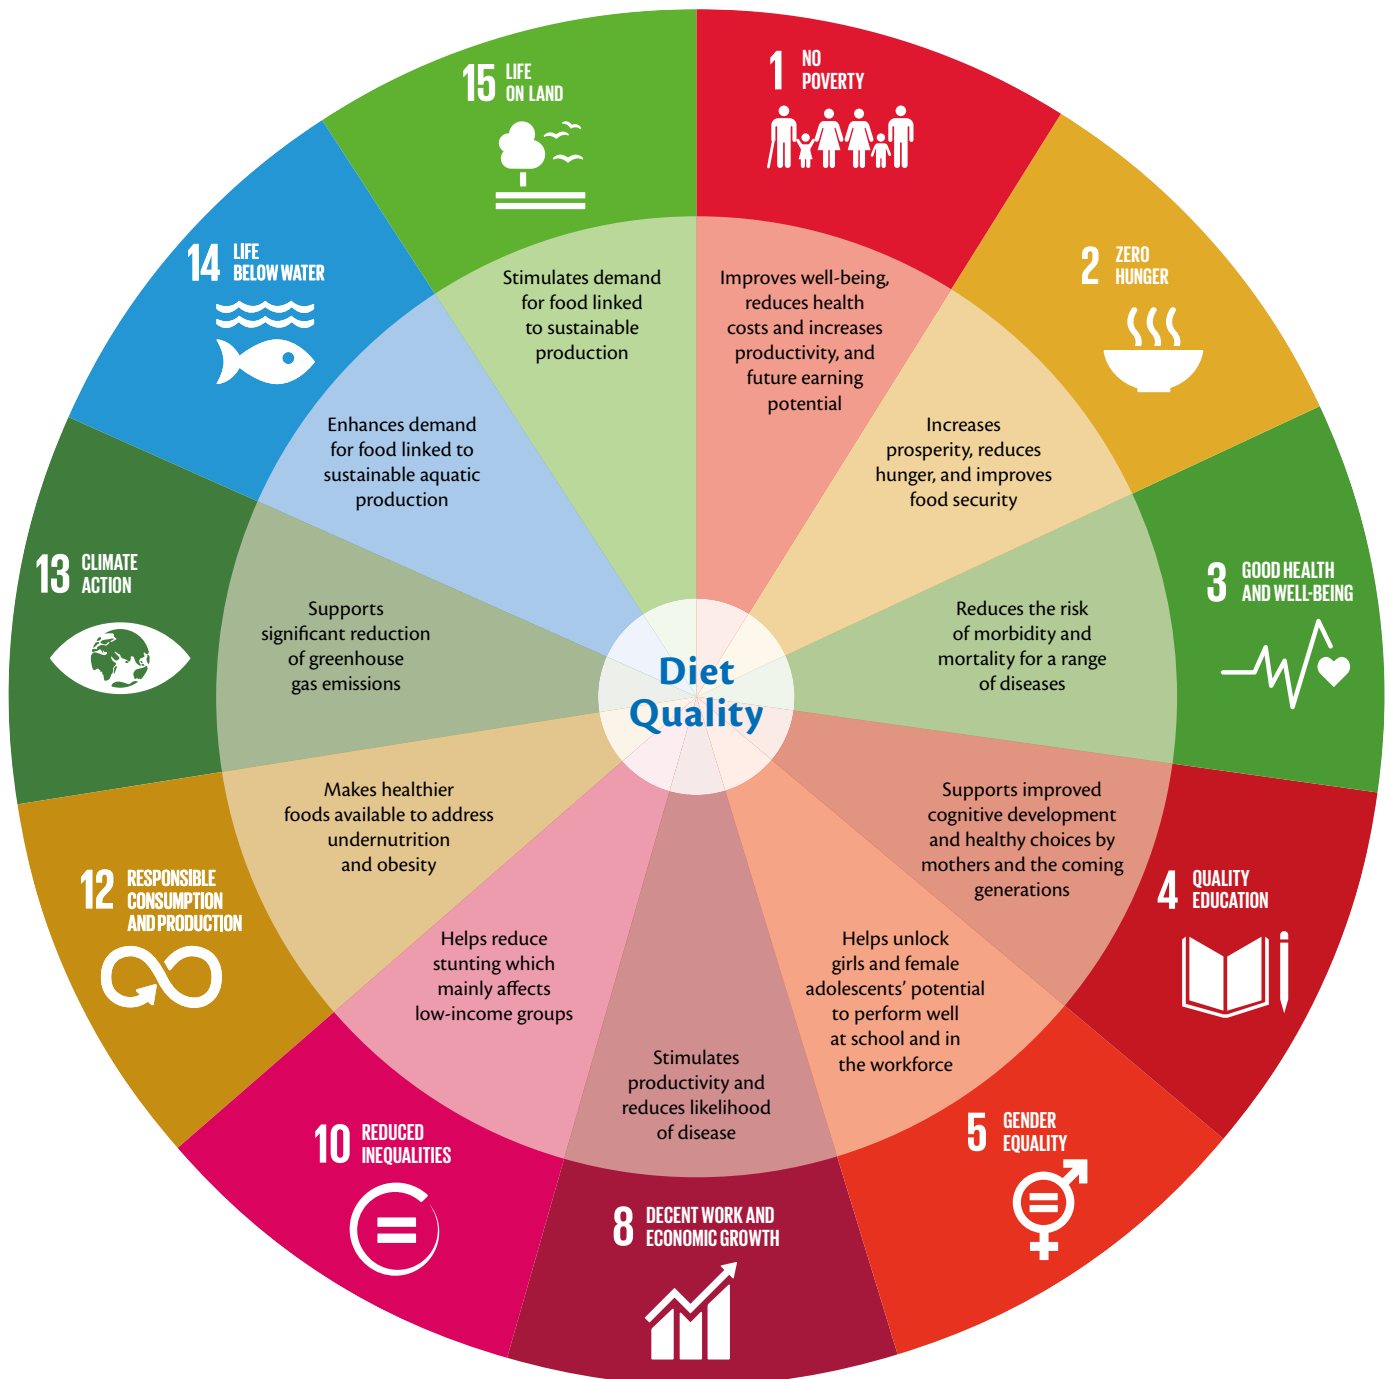 1 NO
POVERTY
Improves well-being,
reduces health
costs and increases
productivity, and
future earning
potential
2 ZERO
HUNGER
Increases
prosperity, reduces
hunger, and improves
food security
3 GOOD HEALTH
AND WELL-BEING
Reduces the risk
of morbidity and
mortality for a range
of diseases
4 QUALITY
EDUCATION
Supports improved
cognitive development
and healthy choices by
mothers and the coming
generations
5 GENDER
EQUALITY
Helps unlock
girls and female
adolescents’ potential
to perform well
at school and in
the workforce
8 DECENT WORK AND
ECONOMIC GROWTH
Stimulates
productivity and
reduces likelihood
of disease
10 REDUCED
INEQUALITIES
Helps reduce
stunting which
mainly affects
low-income groups
12 RESPONSIBLE
CONSUMPTION
AND PRODUCTION
Makes healthier
foods available to address
undernutrition
and obesity
13 CLIMATE
ACTION
Supports
significant reduction
of greenhouse
gas emissions
14 LIFE
BELOW WATER
Enhances demand
for food linked to
sustainable aquatic
production
15 LIFE
ON LAND
Stimulates demand
for food linked
to sustainable
production
Diet
Quality